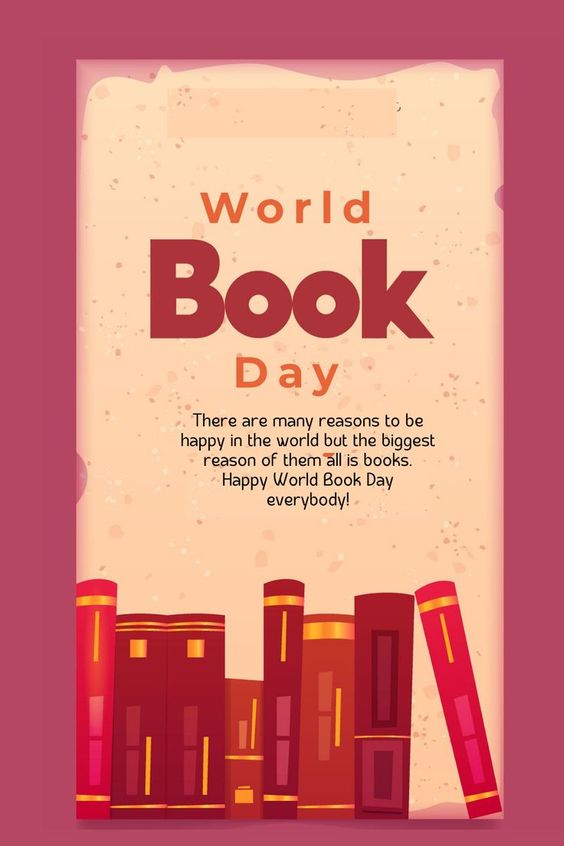 World
Book
Day
There are many reasons to be
happy in the world but the biggest
reason of them all is books.
Happy World Book Day
everybody!